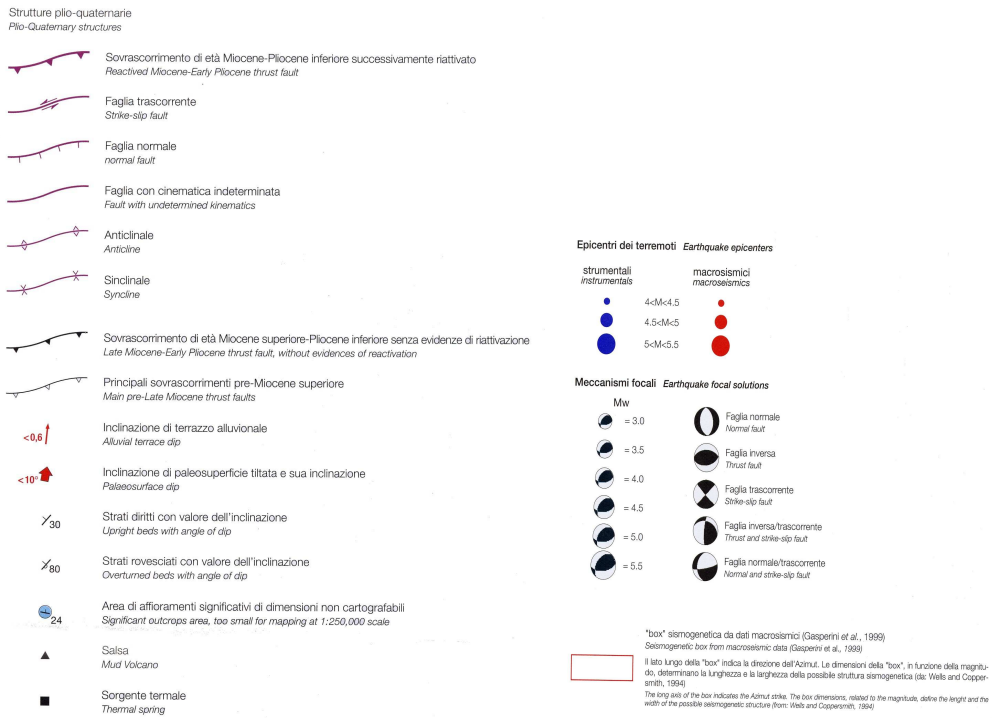 Strutture plio-quaternarie
Plio-Quaternary structures
Sovrascorrimento di età Miocene-Pliocene inferiore successivamente riattivato
Reactived Miocene-Early Pliocene thrust fault
Faglia trascorrente
Strike-slip fault
Faglia normale
normal fault
Faglia con cinematica indeterminata
Fault with undetermined kinematics
Anticlinale
Anticline
Sinclinale
Syncline
Sovrascorrimento di età Miocene superiore-Pliocene inferiore senza evidenze di riattivazione
Late Miocene-Early Pliocene thrust fault, without evidences of reactivation
Principali sovrascorrimenti pre-Miocene superiore
Main pre-Late Miocene thrust faults
<0,6
Inclinazione di terrazzo alluvionale
Alluvial terrace dip
<10°
Inclinazione di paleosuperficie tiltata e sua inclinazione
Palaeosurface dip
30
Strati diritti con valore dell'inclinazione
Upright beds with angle of dip
80
Strati rovesciati con valore dell'inclinazione
Overturned beds with angle of dip
24
Area di affioramenti significativi di dimensioni non cartografabili
Significant outcrops area, too small for mapping at 1:250,000 scale
Salsa
Mud Volcano
Sorgente termale
Thermal spring
Epicentri dei terremoti Earthquake epicenters
strumentali macrosismici
instrumentals macroseismics
4<M<4.5
4.5<M<5
5<M<5.5
Meccanismi focali Earthquake focal solutions
Mw
= 3.0
= 3.5
= 4.0
= 4.5
= 5.0
= 5.5
Faglia normale
Normal fault
Faglia inversa
Thrust fault
Faglia trascorrente
Strike-slip fault
Faglia inversa/trascorrente
Thrust and strike-slip fault
Faglia normale/trascorrente
Normal and strike-slip fault
"box" sismogenetica da dati macrosismici (Gasperini et al., 1999)
Seismogenetic box from macroseismic data (Gasperini et al., 1999)
Il lato lungo della "box" indica la direzione dell'Azimut. Le dimensioni della "box", in funzione della magnitu-
do, determinano la lunghezza e la larghezza della possibile struttura sismogenetica (da: Wells and Copper-
smith, 1994)
The long axis of the box indicates the Azimut strike. The box dimensions, related to the magnitude, define the lenght and the
width of the possible seismogenetic structure (from: Wells and Coppersmith, 1994)